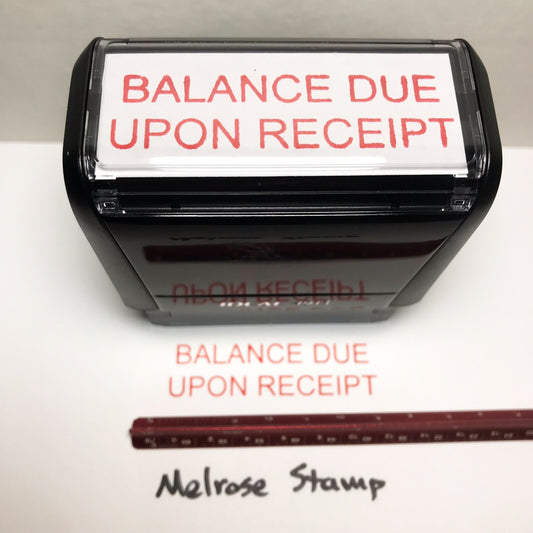 BALANCE DUE
UPON RECEIPT
UPON RECEIPT
BALANCE DUE
UPON RECEIPT
Melrose Stamp